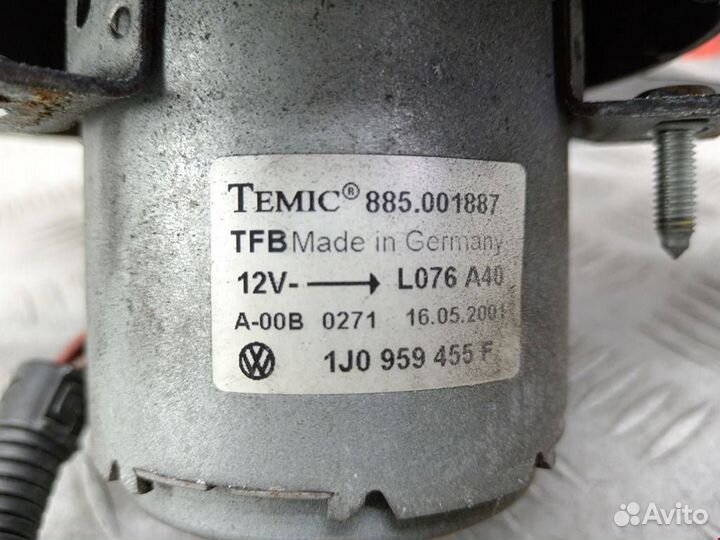 TEMIC® 885.001887
TFB Made in Germany
12V- → L076 A40
A-00B 0271 16.05.2001
VW 1J0 959 455 F
Avito